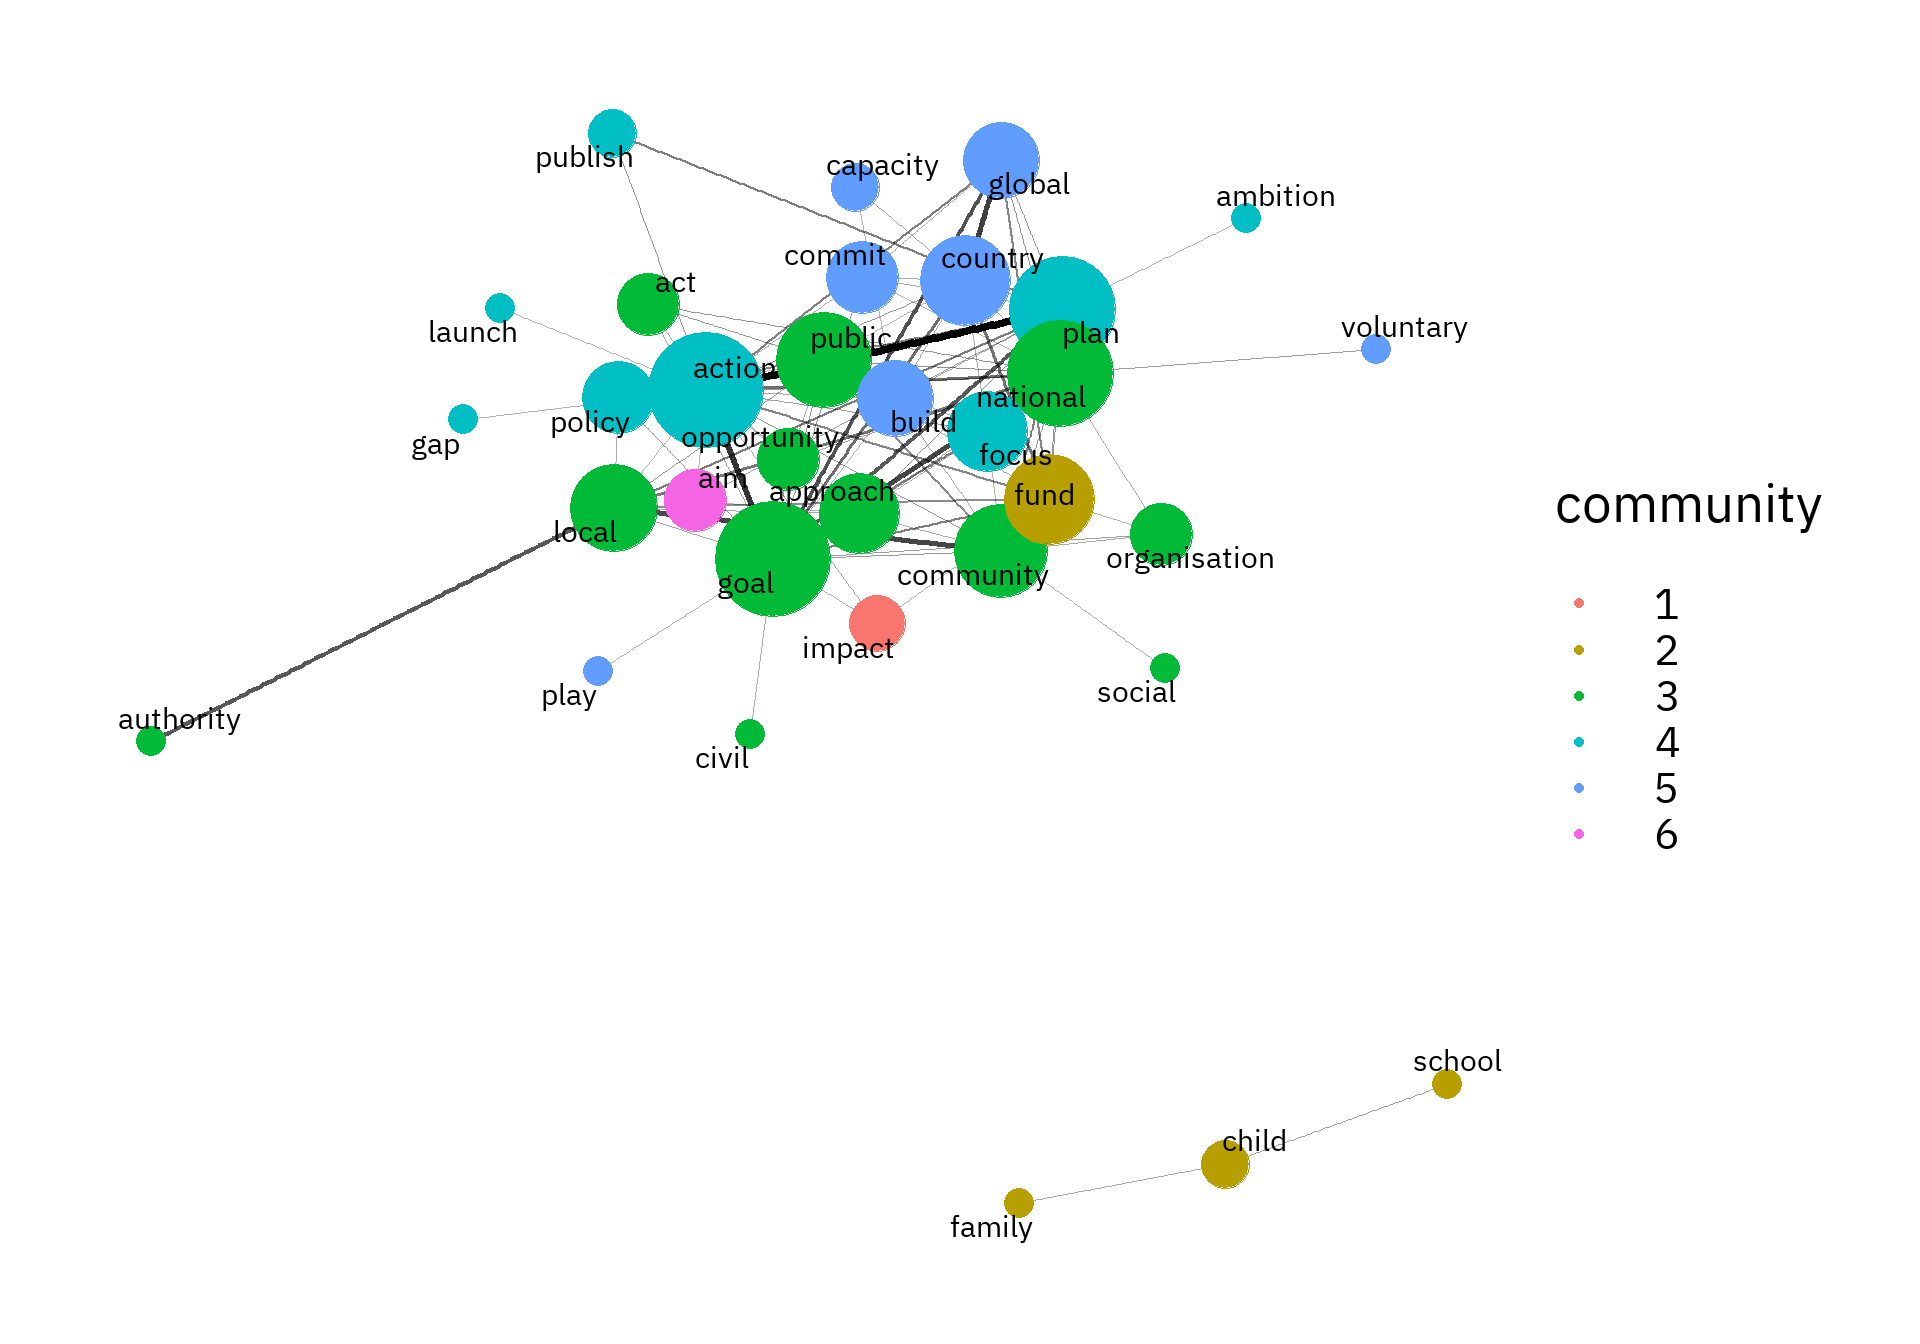 publish
capacity
global
ambition
commit
country
act
launch
public
plan
voluntary
action
national
policy
opportunity
build
gap
focus
aim
approach
fund
local
goal
community
organisation
impact
play
social
authority
civil
community
1
2
3
4
5
6
school
child
family